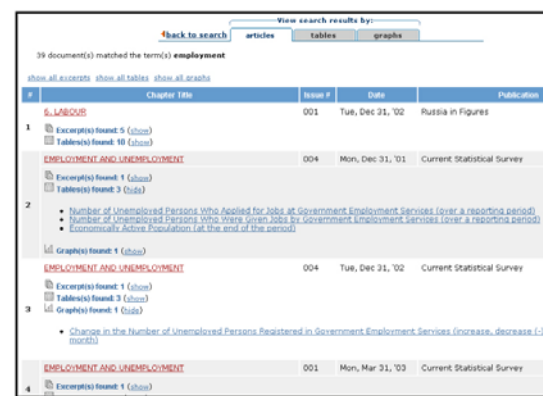 View search results by:
back to search articles tables graphs
39 document(s) matched the term(s) employment
show all excerpts show all tables show all graphs
# Chapter Title Issue # Date Publication
6. LABOUR 001 Tue, Dec 31, '02 Russia in Figures
1
Excerpt(s) found: 5 (show)
Tables(s) found: 10 (show)
EMPLOYMENT AND UNEMPLOYMENT 004 Mon, Dec 31, '01 Current Statistical Survey
Excerpt(s) found: 1 (show)
Tables(s) found: 3 (hide)
2
• Number of Unemployed Persons Who Applied for Jobs at Government Employment Services (over a reporting period)
• Number of Unemployed Persons Who Were Given Jobs by Government Employment Services (over a reporting period)
• Economically Active Population (at the end of the period)
Graph(s) found: 1 (show)
EMPLOYMENT AND UNEMPLOYMENT 004 Tue, Dec 31, '02 Current Statistical Survey
Excerpt(s) found: 1 (show)
Tables(s) found: 3 (show)
3 Graph(s) found: 1 (hide)
• Change in the Number of Unemployed Persons Registered in Government Employment Services (increase, decrease (-)
month)
EMPLOYMENT AND UNEMPLOYMENT 001 Mon, Mar 31, '03 Current Statistical Survey
4 Excerpt(s) found: 1 (show)